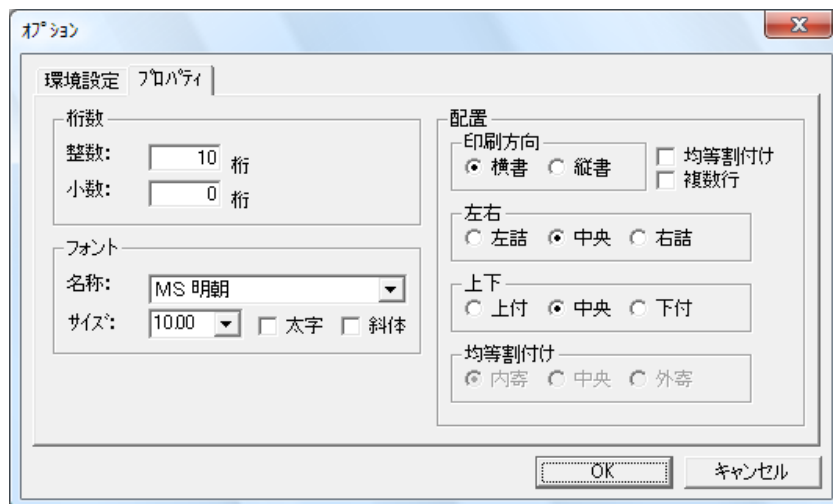 ｵﾌﾟｼｮﾝ
環境設定 ﾌﾟﾛﾊﾟﾃｨ
桁数
整数: 10 桁
小数: 0 桁
フォント
名称: MS 明朝
ｻｲｽﾞ: 10.00 太字 斜体
配置
印刷方向
横書 縦書
均等割付け
複数行
左右
左詰 中央 右詰
上下
上付 中央 下付
均等割付け
内寄 中央 外寄
OK キャンセル